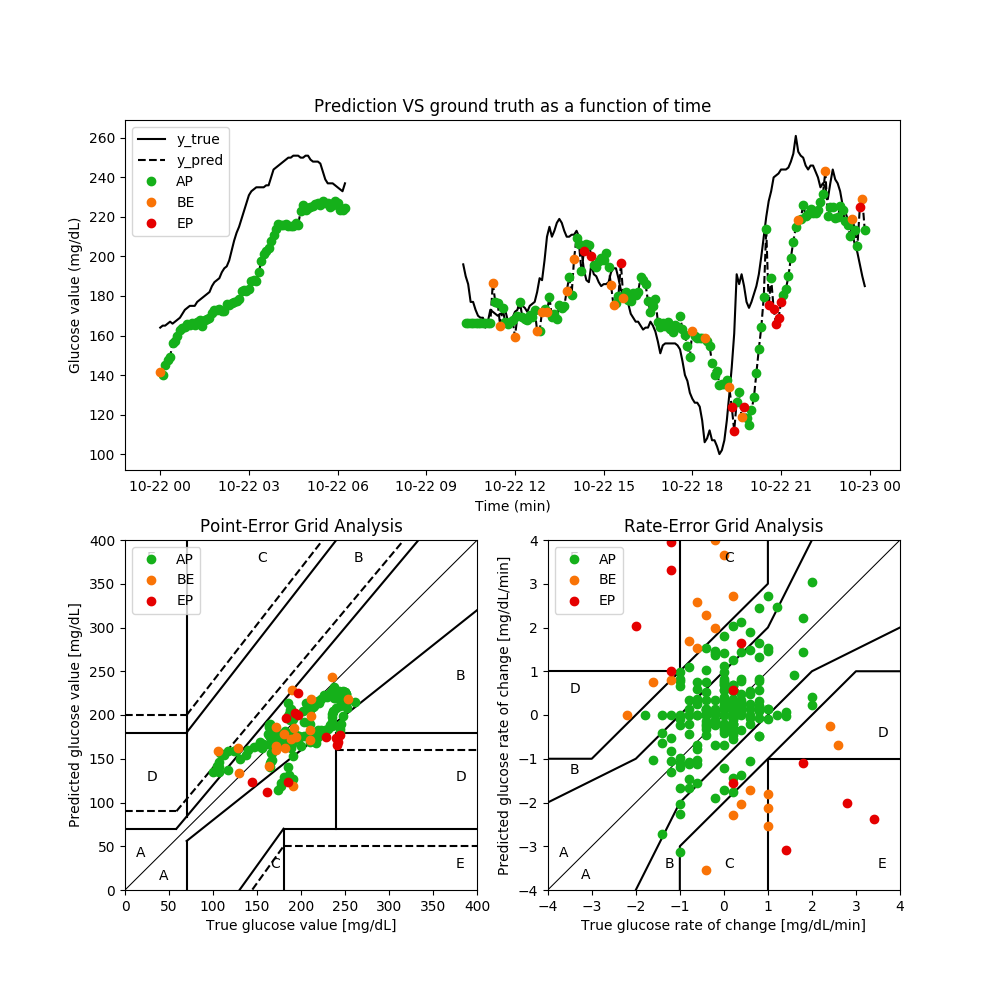 Prediction VS ground truth as a function of time
Glucose value (mg/dL)
260
240
220
200
180
160
140
120
100
y_true
y_pred
AP
BE
EP
10-22 00 10-22 03 10-22 06 10-22 09 10-22 12 10-22 15 10-22 18 10-22 21 10-23 00
Time (min)
Point-Error Grid Analysis
Predicted glucose value [mg/dL]
400
350
300
250
200
150
100
50
0
AP
BE
EP
C
B
B
D
D
A
A
C
E
0 50 100 150 200 250 300 350 400
True glucose value [mg/dL]
Rate-Error Grid Analysis
Predicted glucose rate of change [mg/dL/min]
4
3
2
1
0
−1
−2
−3
−4
AP
BE
EP
C
D
D
B
A
A
B
C
E
−4 −3 −2 −1 0 1 2 3 4
True glucose rate of change [mg/dL/min]